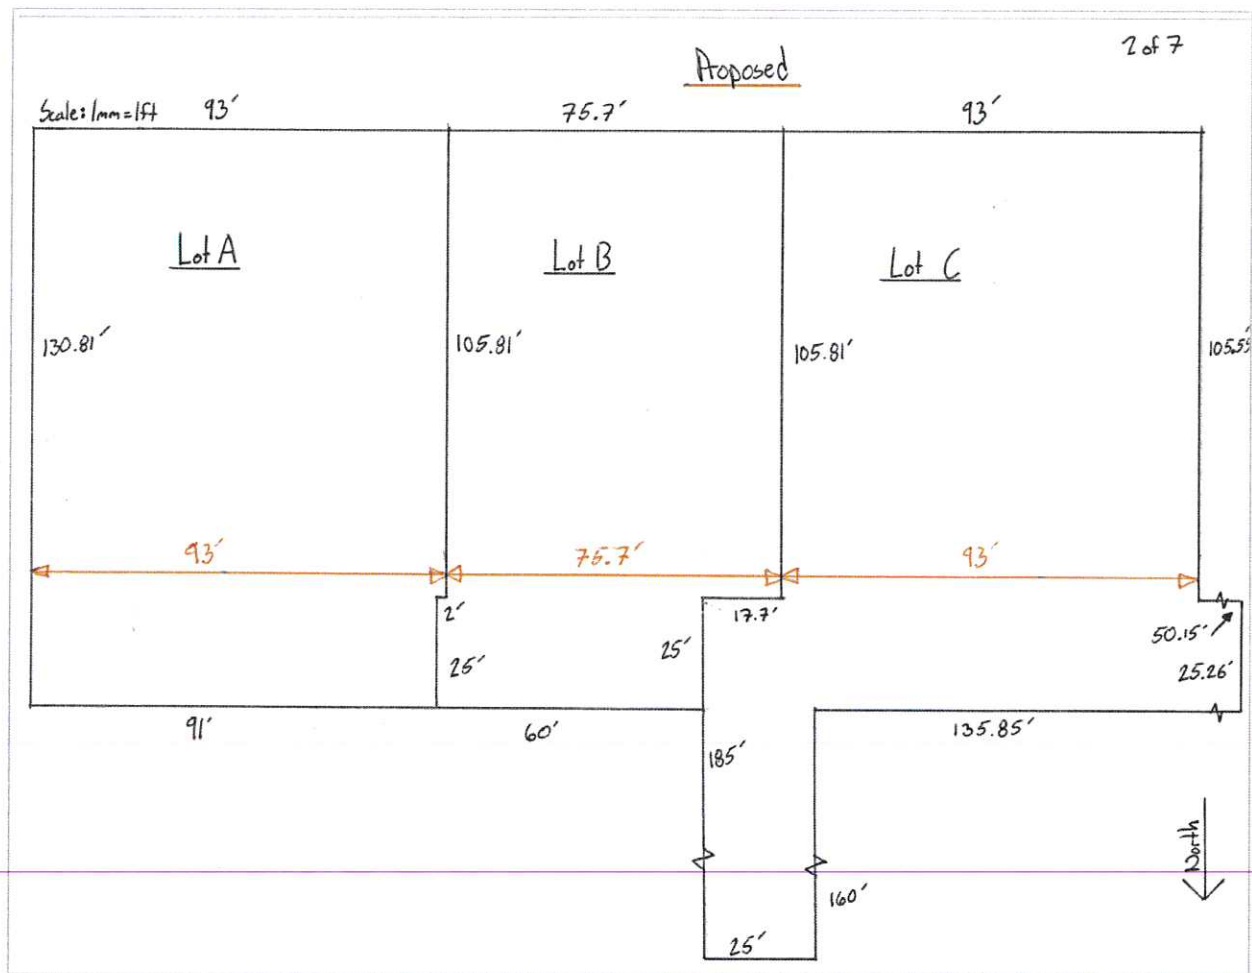 2 of 7
Proposed
Scale: 1mm=1ft 93' 75.7' 93'
Lot A Lot B Lot C
130.81' 105.81' 105.81' 105.55
93' 75.7' 93'
2' 17.7' 50.15'
25' 25' 25.26'
91' 60' 135.85'
185'
North
160'
25'